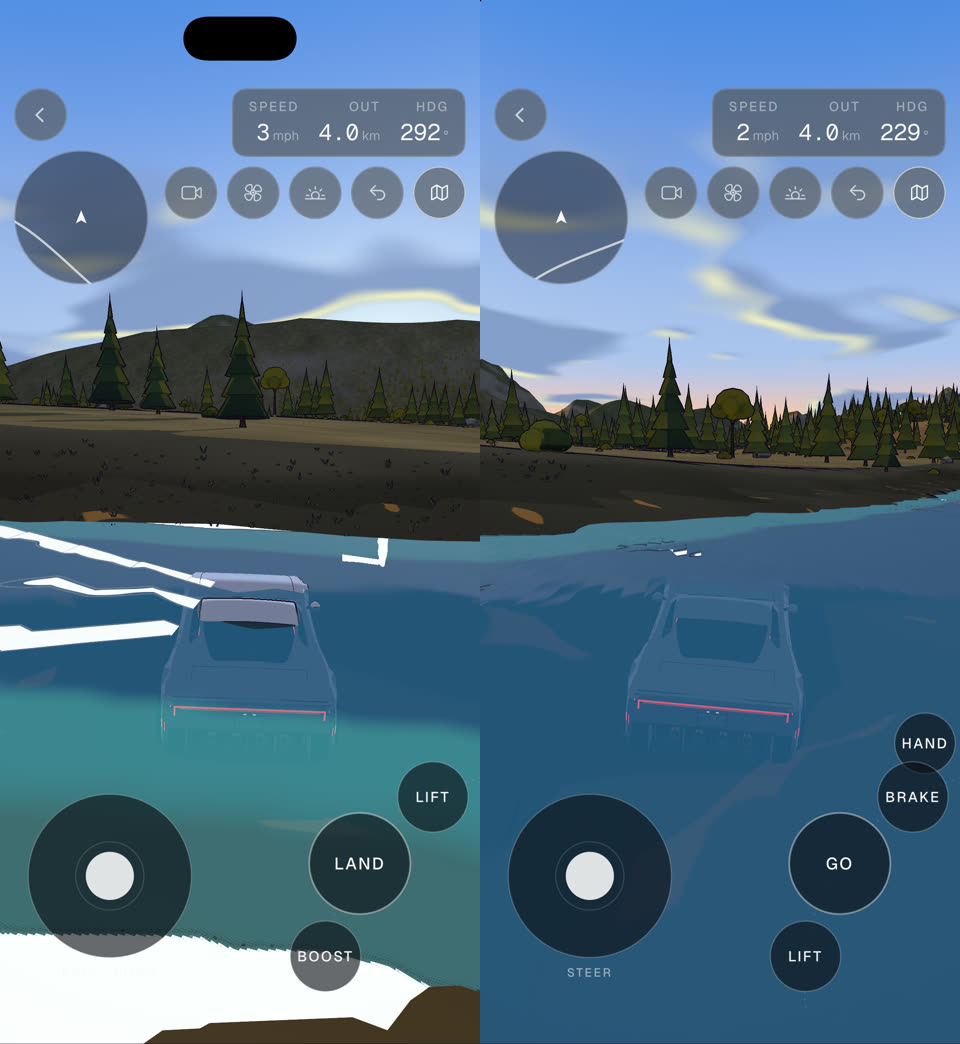 SPEED OUT HDG
3 mph 4.0 km 292°
LIFT
LAND
BOOST
SPEED OUT HDG
2 mph 4.0 km 229°
HAND
BRAKE
GO
LIFT
STEER